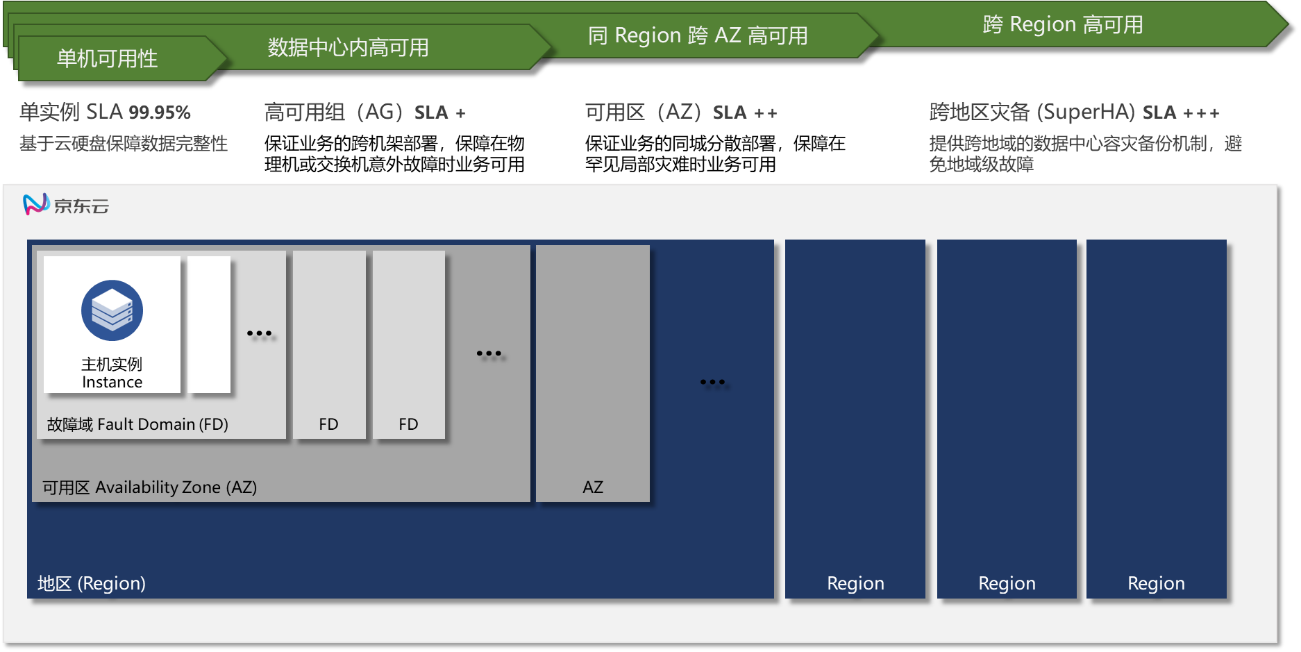 单机可用性
数据中心内高可用
同 Region 跨 AZ 高可用
跨 Region 高可用
单实例 SLA 99.95%
基于云硬盘保障数据完整性
高可用组（AG）SLA +
保证业务的跨机架部署，保障在物
理机或交换机意外故障时业务可用
可用区（AZ）SLA ++
保证业务的同城分散部署，保障在
罕见局部灾难时业务可用
跨地区灾备 (SuperHA) SLA +++
提供跨地域的数据中心容灾备份机制，避
免地域级故障
京东云
主机实例
Instance
...
故障域 Fault Domain (FD)
FD
FD
...
可用区 Availability Zone (AZ)
AZ
...
地区 (Region)
Region
Region
Region